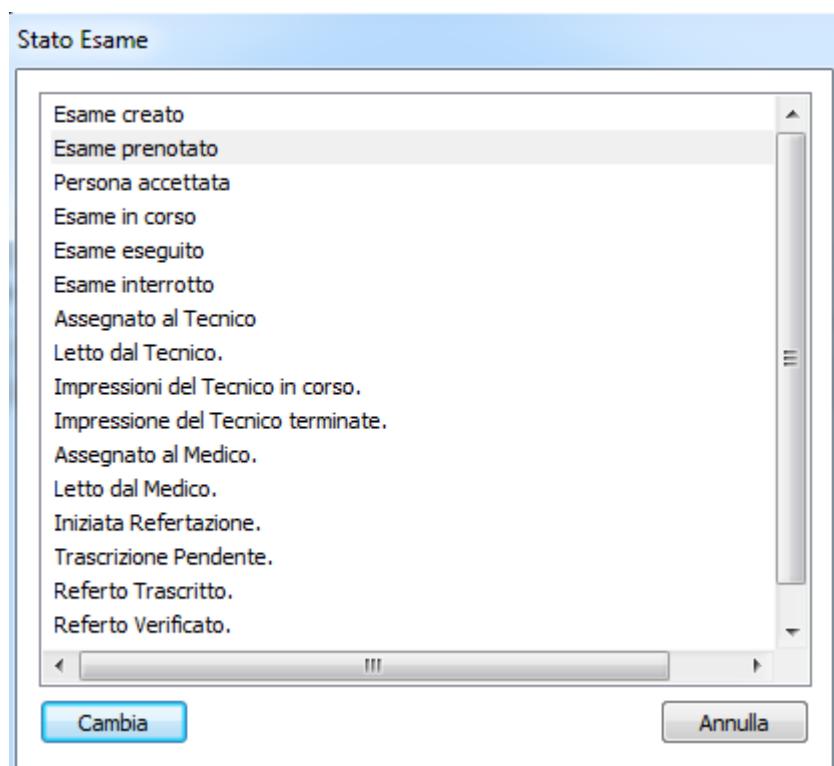 Stato Esame
Esame creato
Esame prenotato
Persona accettata
Esame in corso
Esame eseguito
Esame interrotto
Assegnato al Tecnico
Letto dal Tecnico.
Impressioni del Tecnico in corso.
Impressione del Tecnico terminate.
Assegnato al Medico.
Letto dal Medico.
Iniziata Refertazione.
Trascrizione Pendente.
Referto Trascritto.
Referto Verificato.
Cambia
Annulla